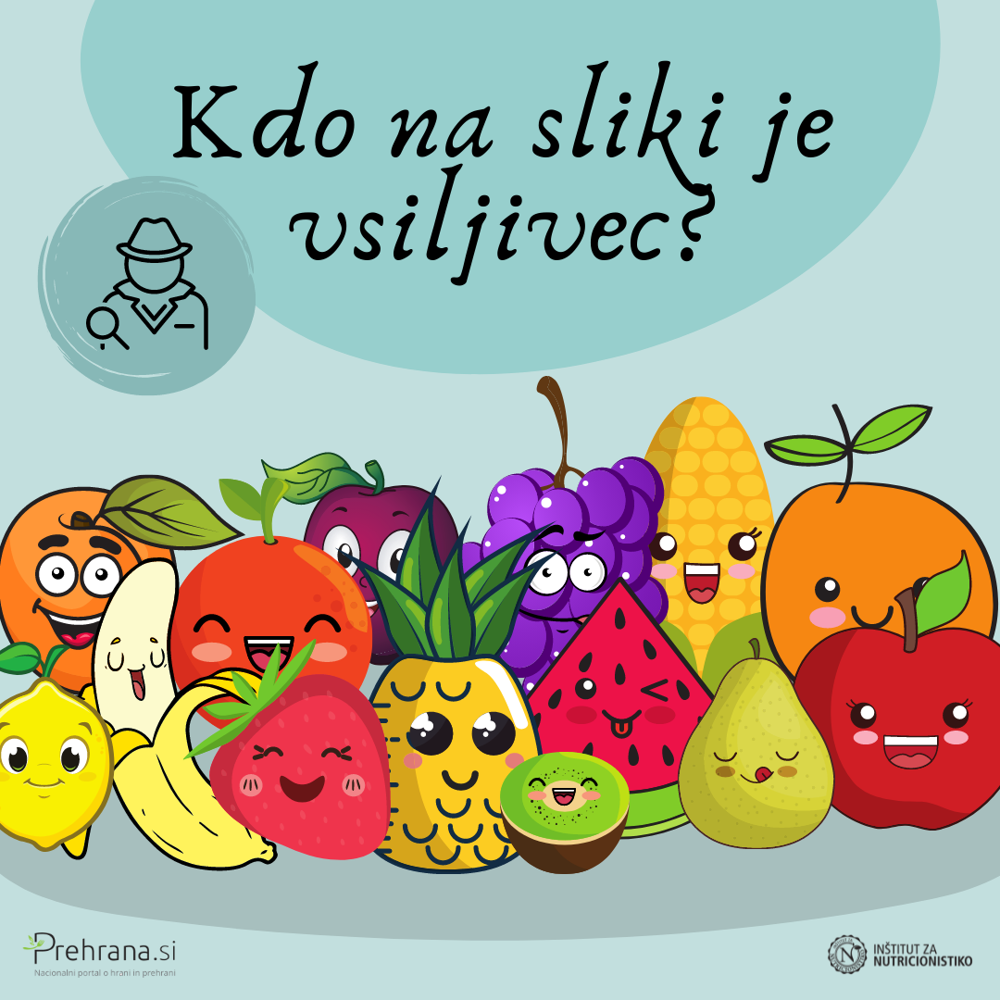 Kdo na sliki je
vsiljivec?
Prehrana.si
Nacionalni portal o hrani in prehrani
INŠTITUT ZA
NUTRICIONISTIKO